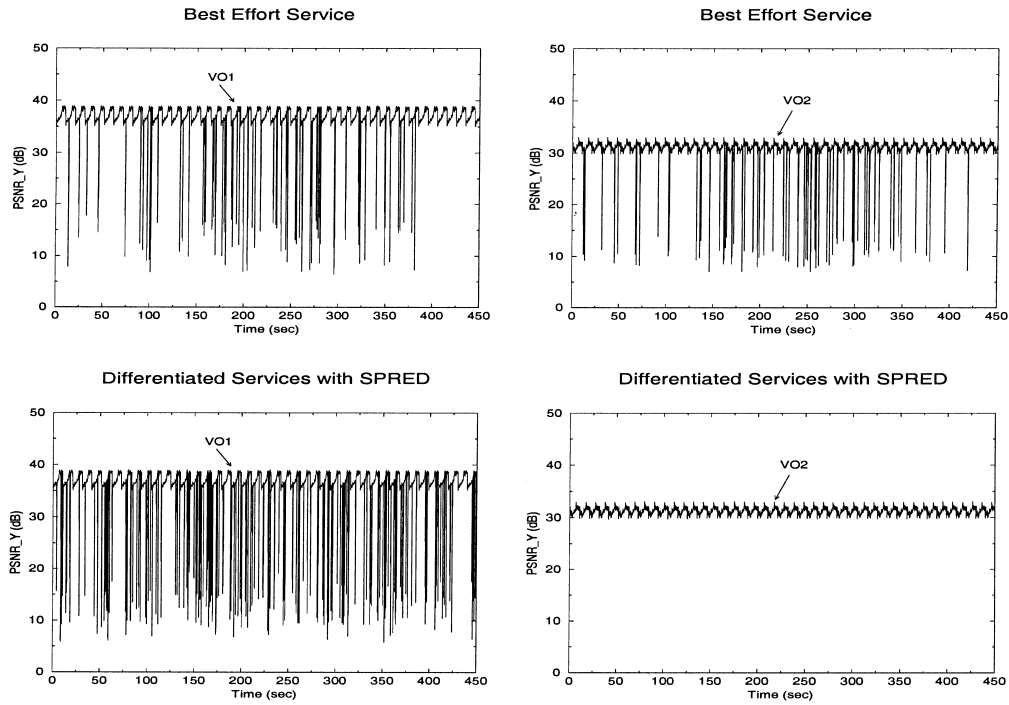 Best Effort Service
50
40
30
20
10
0
PSNR_Y (dB)
VO1
0 50 100 150 200 250 300 350 400 450
Time (sec)
Best Effort Service
50
40
30
20
10
0
PSNR_Y (dB)
VO2
0 50 100 150 200 250 300 350 400 450
Time (sec)
Differentiated Services with SPRED
50
40
30
20
10
0
PSNR_Y (dB)
VO1
0 50 100 150 200 250 300 350 400 450
Time (sec)
Differentiated Services with SPRED
50
40
30
20
10
0
PSNR_Y (dB)
VO2
0 50 100 150 200 250 300 350 400 450
Time (sec)